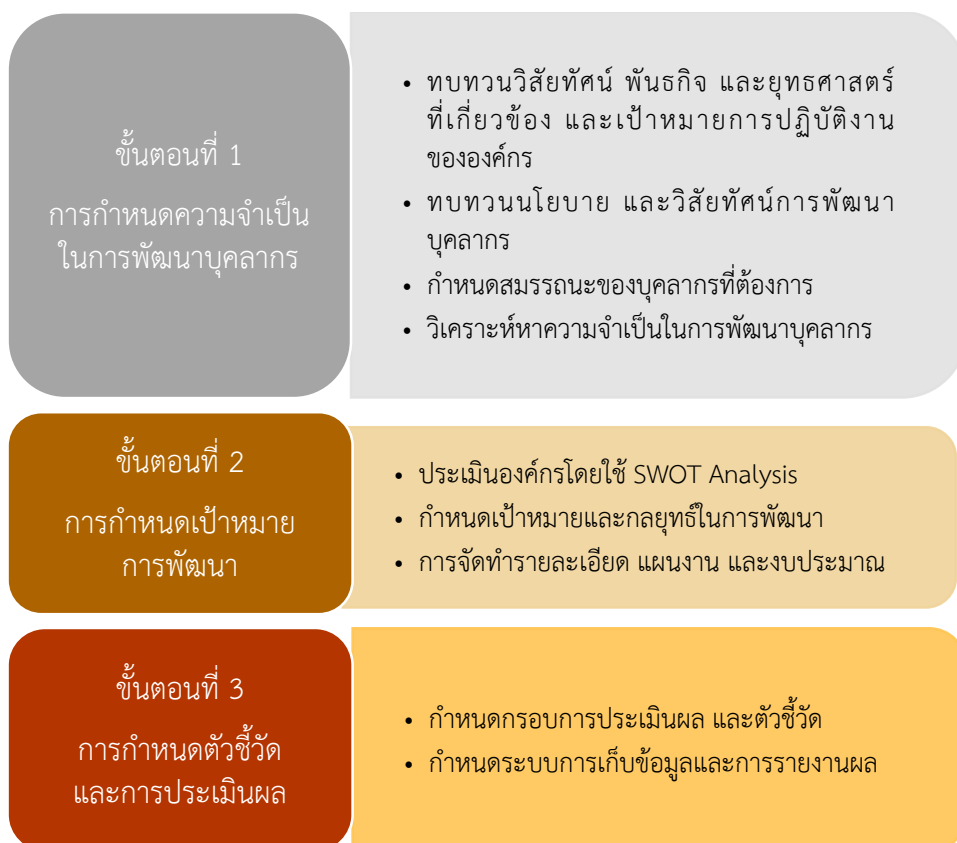 ขั้นตอนที่ 1
การกำหนดความจำเป็น
ในการพัฒนาบุคลากร
• ทบทวนวิสัยทัศน์ พันธกิจ และยุทธศาสตร์
ที่เกี่ยวข้อง และเป้าหมายการปฏิบัติงาน
ขององค์กร
• ทบทวนนโยบาย และวิสัยทัศน์การพัฒนา
บุคลากร
• กำหนดสมรรถนะของบุคลากรที่ต้องการ
• วิเคราะห์หาความจำเป็นในการพัฒนาบุคลากร
ขั้นตอนที่ 2
การกำหนดเป้าหมาย
การพัฒนา
• ประเมินองค์กรโดยใช้ SWOT Analysis
• กำหนดเป้าหมายและกลยุทธ์ในการพัฒนา
• การจัดทำรายละเอียด แผนงาน และงบประมาณ
ขั้นตอนที่ 3
การกำหนดตัวชี้วัด
และการประเมินผล
• กำหนดกรอบการประเมินผล และตัวชี้วัด
• กำหนดระบบการเก็บข้อมูลและการรายงานผล